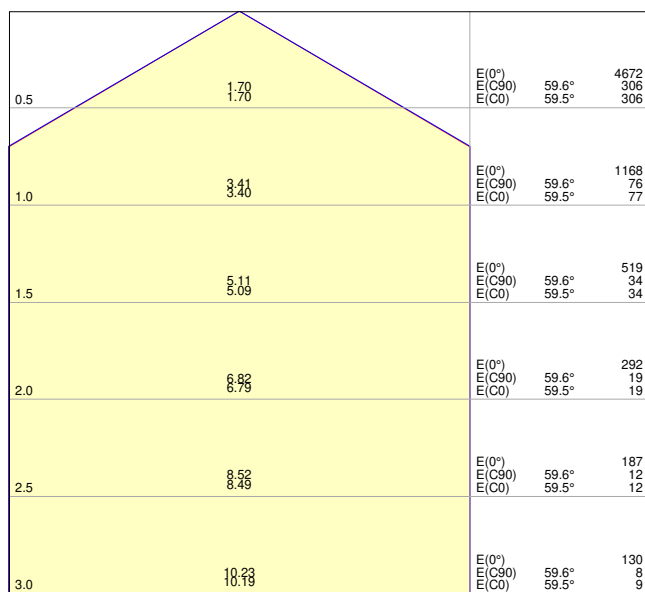 E(0°) 4672
1.70 E(C90) 59.6° 306
0.5 1.70 E(C0) 59.5° 306
E(0°) 1168
3.41 E(C90) 59.6° 76
1.0 3.40 E(C0) 59.5° 77
E(0°) 519
5.11 E(C90) 59.6° 34
1.5 5.09 E(C0) 59.5° 34
E(0°) 292
6.82 E(C90) 59.6° 19
2.0 6.79 E(C0) 59.5° 19
E(0°) 187
8.52 E(C90) 59.6° 12
2.5 8.49 E(C0) 59.5° 12
E(0°) 130
10.23 E(C90) 59.6° 8
3.0 10.19 E(C0) 59.5° 9